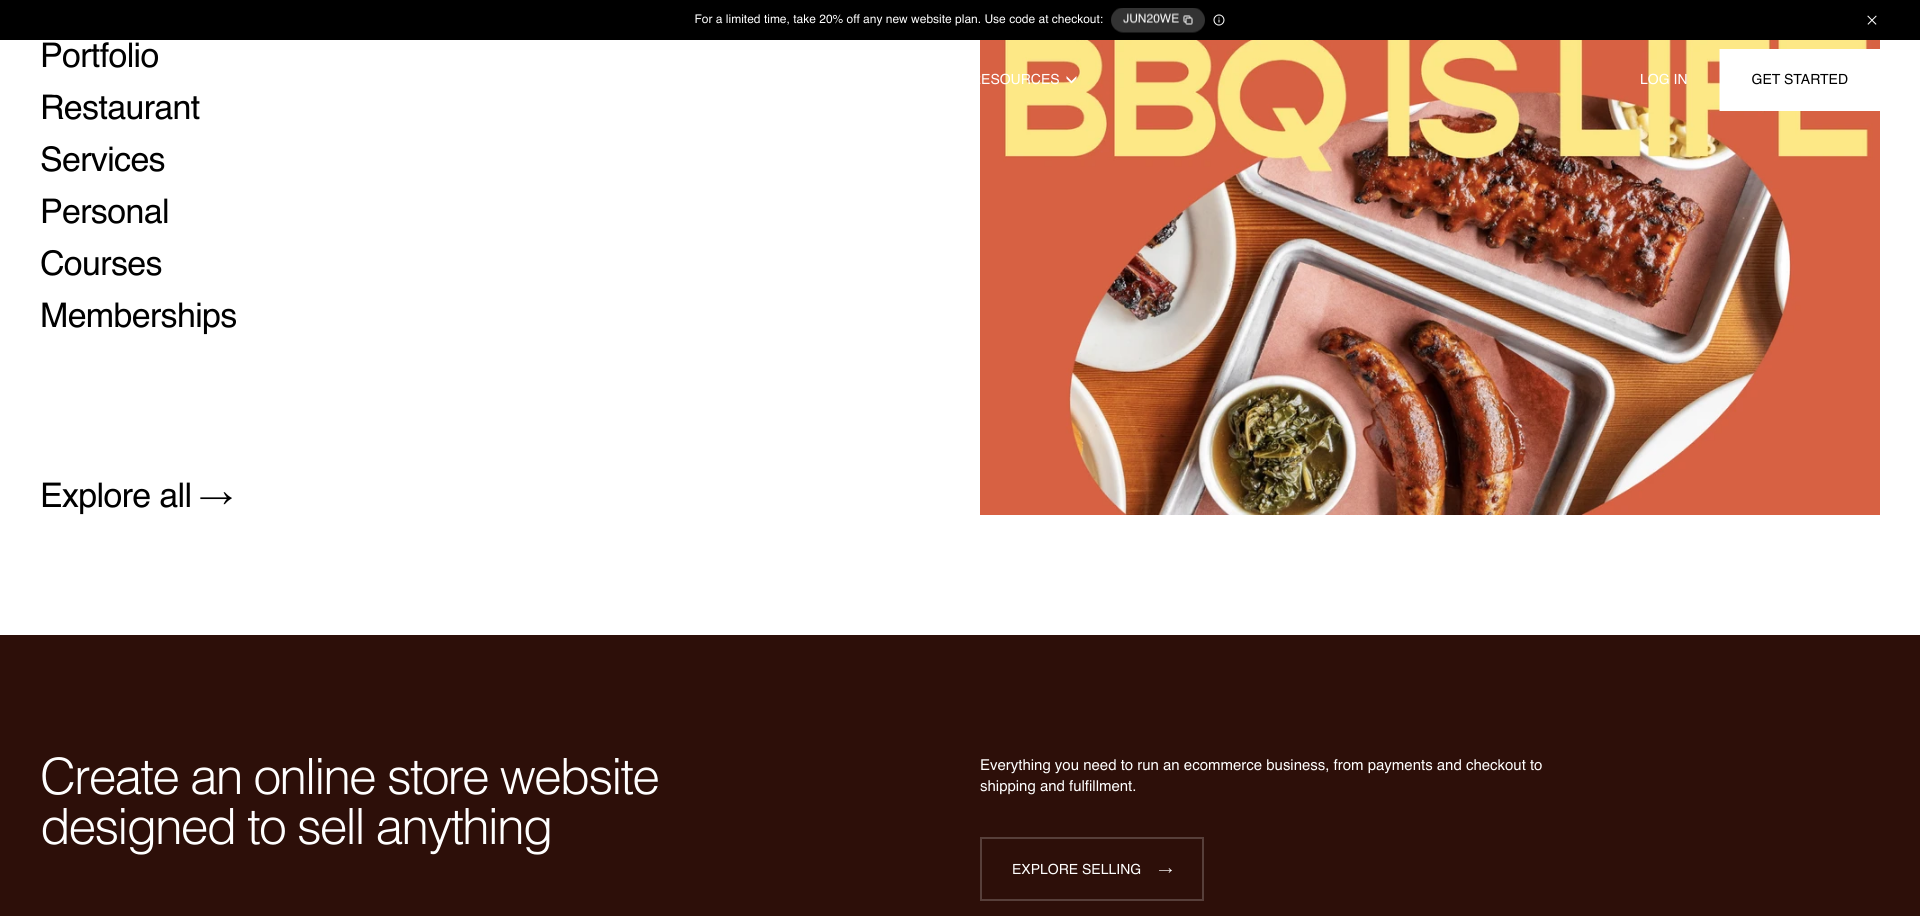 For a limited time, take 20% off any new website plan. Use code at checkout: JUN20WE
ESOURCES
LOG IN
GET STARTED
Portfolio
Restaurant
Services
Personal
Courses
Memberships
Explore all →
BBQ IS LIFE
Create an online store website
designed to sell anything
Everything you need to run an ecommerce business, from payments and checkout to
shipping and fulfillment.
EXPLORE SELLING →